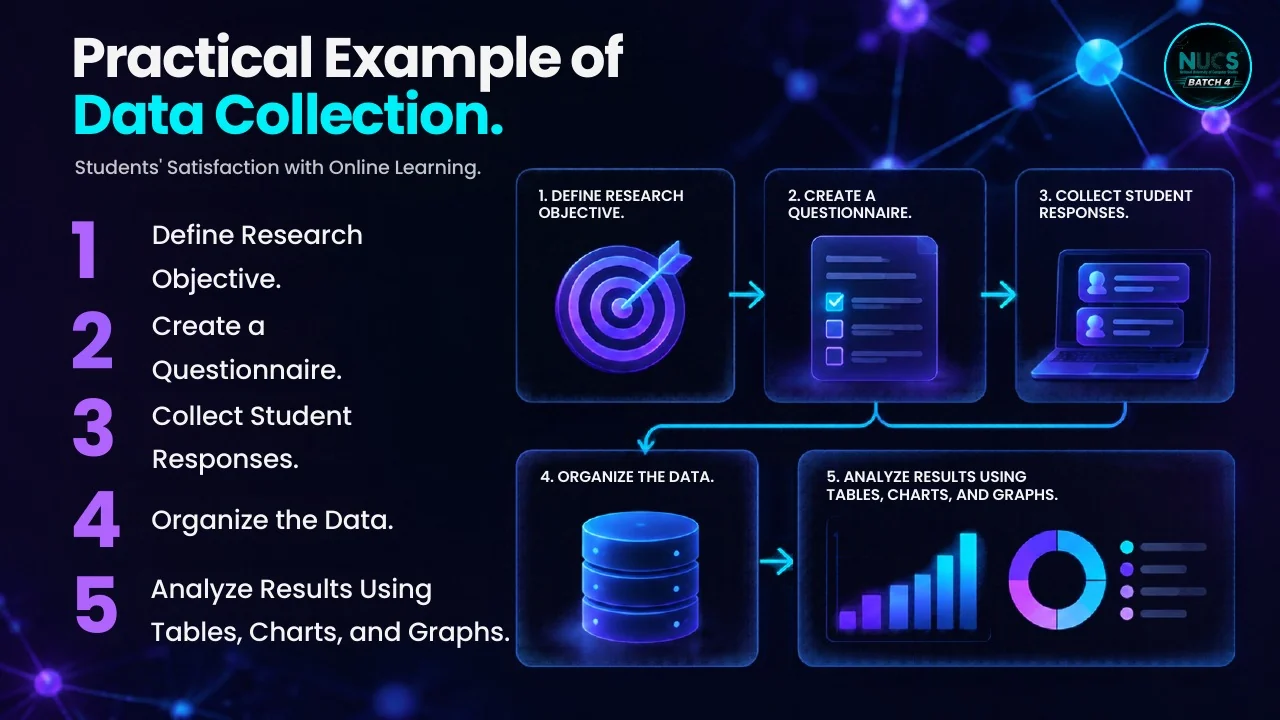 Practical Example of
Data Collection.
Students' Satisfaction with Online Learning.
1
Define Research
Objective.
2
Create a
Questionnaire.
3
Collect Student
Responses.
4
Organize the Data.
5
Analyze Results Using
Tables, Charts, and Graphs.
1. DEFINE RESEARCH
OBJECTIVE.
2. CREATE A
QUESTIONNAIRE.
3. COLLECT STUDENT
RESPONSES.
4. ORGANIZE THE DATA.
5. ANALYZE RESULTS USING
TABLES, CHARTS, AND GRAPHS.
NUCS
BATCH 4